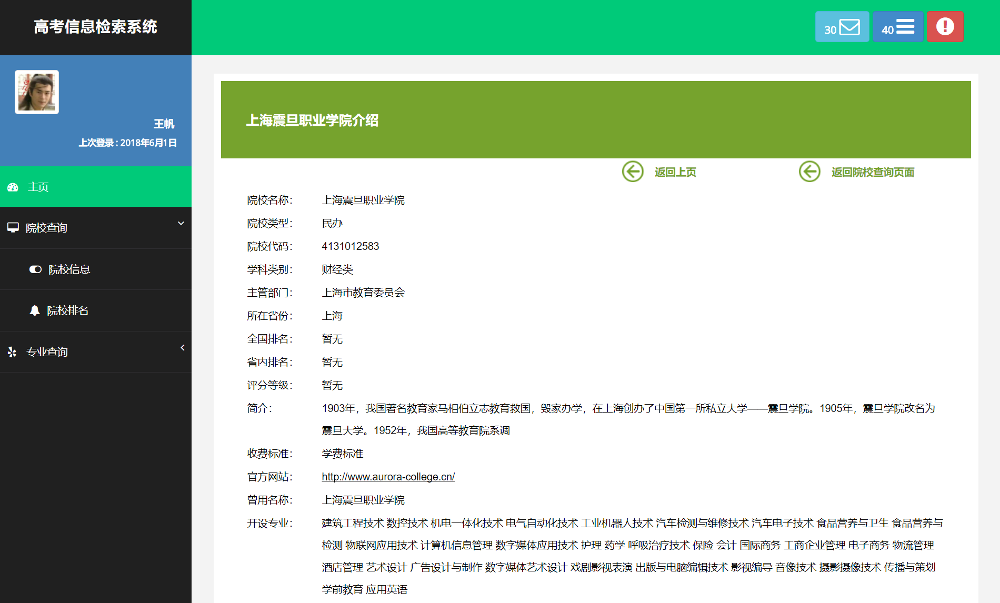 高考信息检索系统
30
40
王帆
上次登录 : 2018年6月1日
主页
院校查询
院校信息
院校排名
专业查询
上海震旦职业学院介绍
返回上页
返回院校查询页面
院校名称： 上海震旦职业学院
院校类型： 民办
院校代码： 4131012583
学科类别： 财经类
主管部门： 上海市教育委员会
所在省份： 上海
全国排名： 暂无
省内排名： 暂无
评分等级： 暂无
简介： 1903年，我国著名教育家马相伯立志教育救国，毁家办学，在上海创办了中国第一所私立大学——震旦学院。1905年，震旦学院改名为
震旦大学。1952年，我国高等教育院系调
收费标准： 学费标准
官方网站： http://www.aurora-college.cn/
曾用名称： 上海震旦职业学院
开设专业： 建筑工程技术 数控技术 机电一体化技术 电气自动化技术 工业机器人技术 汽车检测与维修技术 汽车电子技术 食品营养与卫生 食品营养与
检测 物联网应用技术 计算机信息管理 数字媒体应用技术 护理 药学 呼吸治疗技术 保险 会计 国际商务 工商企业管理 电子商务 物流管理
酒店管理 艺术设计 广告设计与制作 数字媒体艺术设计 戏剧影视表演 出版与电脑编辑技术 影视编导 音像技术 摄影摄像技术 传播与策划
学前教育 应用英语